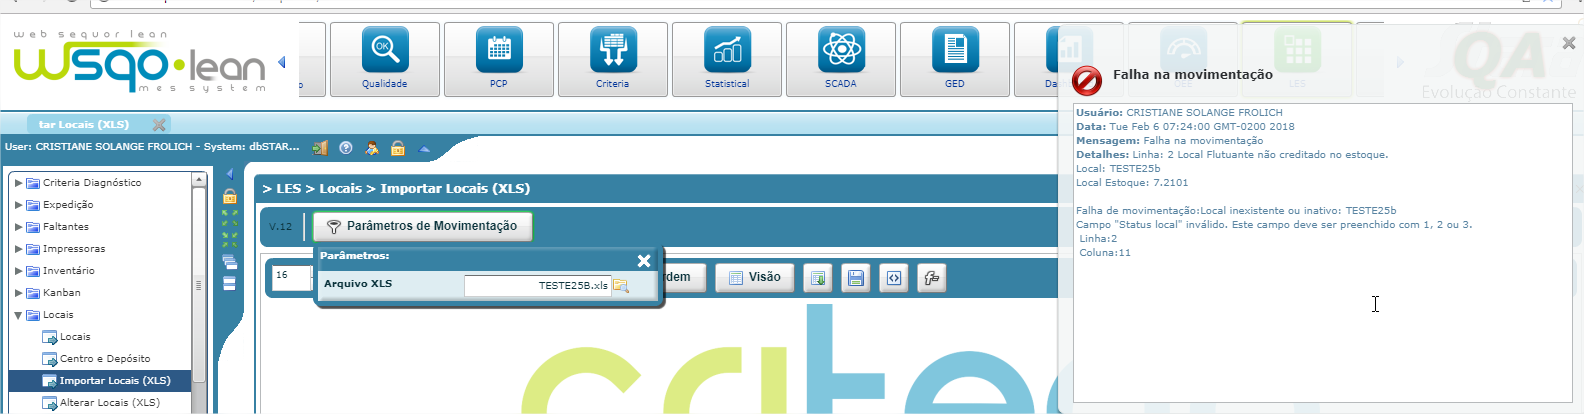 web sequor lean
wsqo lean
mes system
Qualidade
PCP
Criteria
Statistical
SCADA
GED
OEE
LES
QA
Evolução Constante
Falha na movimentação
Usuário: CRISTIANE SOLANGE FROLICH
Data: Tue Feb 6 07:24:00 GMT-0200 2018
Mensagem: Falha na movimentação
Detalhes: Linha: 2 Local Flutuante não creditado no estoque.
Local: TESTE25b
Local Estoque: 7.2101
Falha de movimentação:Local inexistente ou inativo: TESTE25b
Campo "Status local" inválido. Este campo deve ser preenchido com 1, 2 ou 3.
Linha:2
Coluna:11
tar Locais (XLS)
User: CRISTIANE SOLANGE FROLICH - System: dbSTAR...
Criteria Diagnóstico
Expedição
Faltantes
Impressoras
Inventário
Kanban
Locais
Locais
Centro e Depósito
Importar Locais (XLS)
Alterar Locais (XLS)
> LES > Locais > Importar Locais (XLS)
V.12
Parâmetros de Movimentação
Parâmetros:
Arquivo XLS
TESTE25B.xls
16
rdem
Visão